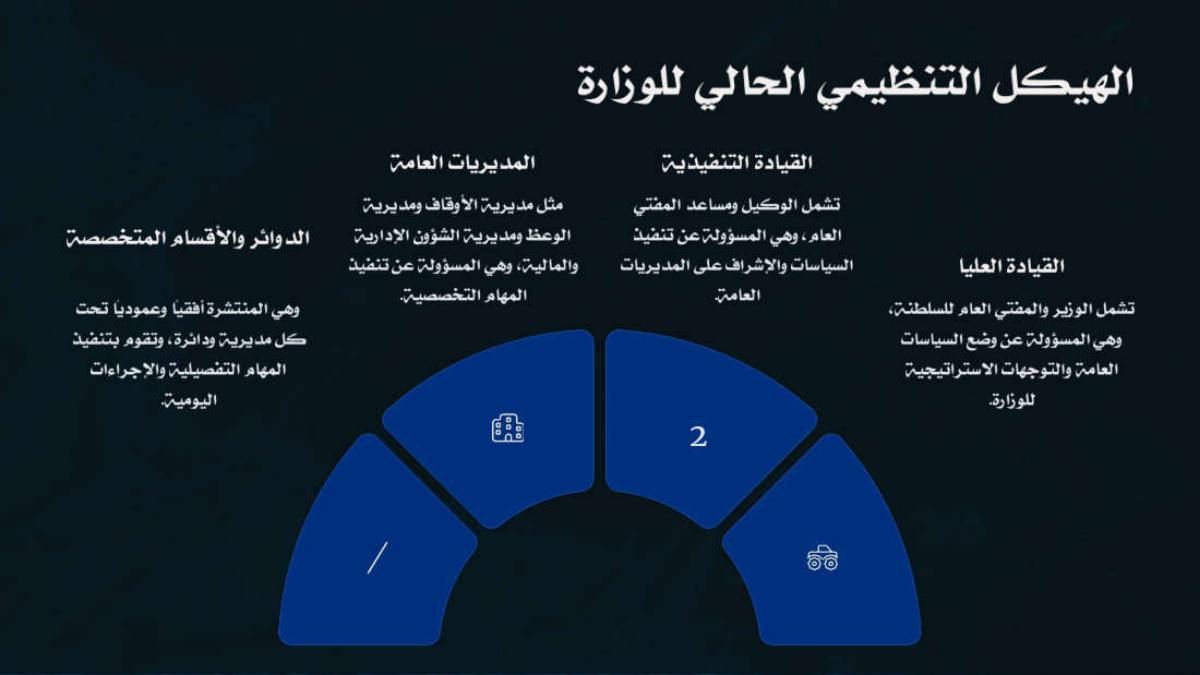 الهيكل التنظيمي الحالي للوزارة
القيادة العليا
تشمل الوزير والمفتي العام للسلطنة،
وهي المسؤولة عن وضع السياسات
العامة والتوجهات الاستراتيجية
للوزارة.
القيادة التنفيذية
تشمل الوكيل ومساعد المفتي
العام، وهي المسؤولة عن تنفيذ
السياسات والإشراف على المديريات
العامة.
المديريات العامة
مثل مديرية الأوقاف ومديرية
الوعظ ومديرية الشؤون الإدارية
والمالية، وهي المسؤولة عن تنفيذ
المهام التخصصية.
الدوائر والأقسام المتخصصة
وهي المنتشرة أفقيًا وعموديًا تحت
كل مديرية ودائرة، وتقوم بتنفيذ
المهام التفصيلية والإجراءات
اليومية.
2
/